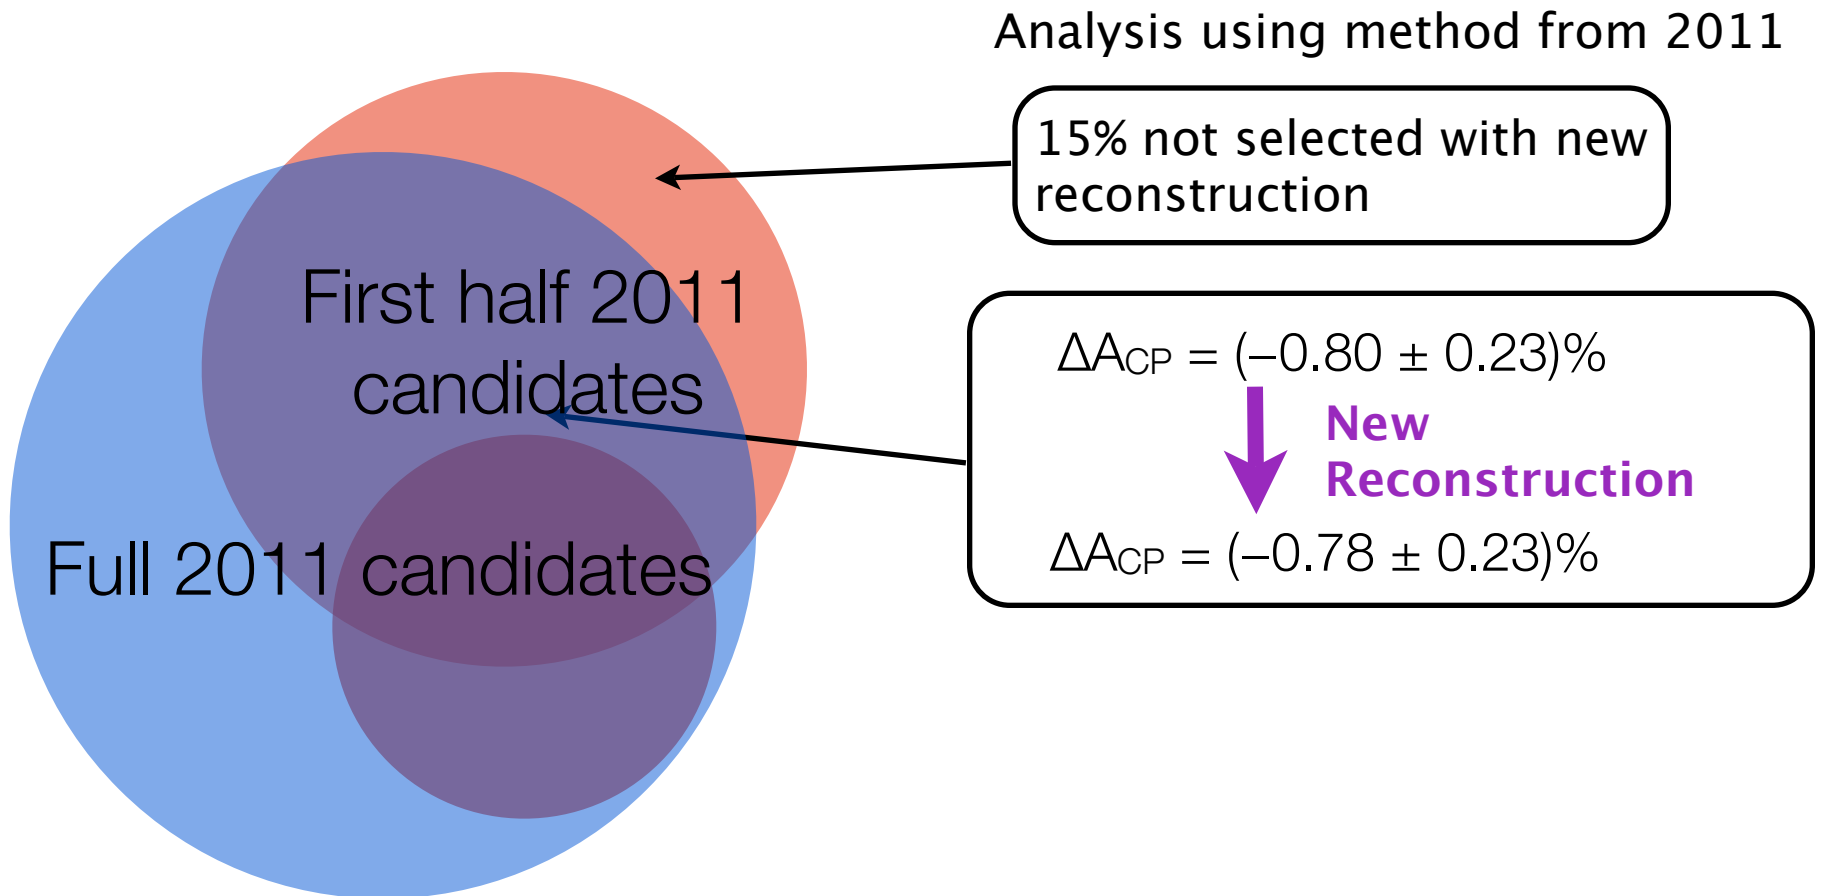 Analysis using method from 2011
15% not selected with new
reconstruction
First half 2011
candidates
Full 2011 candidates
ΔACP = (–0.80 ± 0.23)%
New
Reconstruction
ΔACP = (–0.78 ± 0.23)%